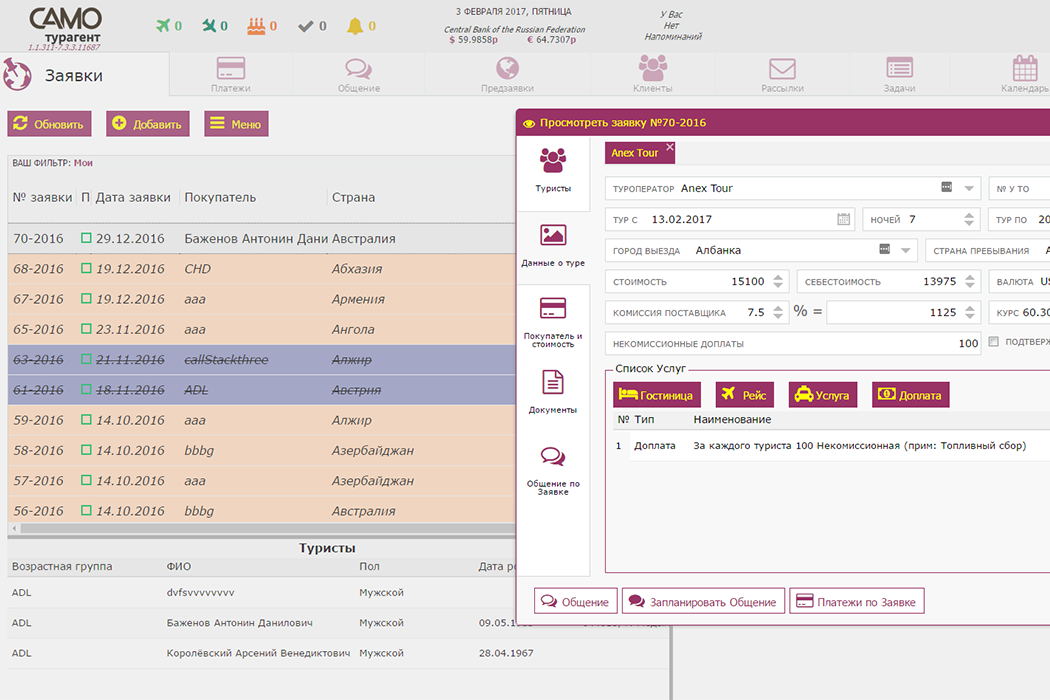 САМО
турагент
1.1.311-7.3.3.11687
0 0 0 0 0
3 ФЕВРАЛЯ 2017, ПЯТНИЦА
Central Bank of the Russian Federation
$ 59.9858р € 64.7307р
У Вас
Нет
Напоминаний
Заявки
Платежи
Общение
Предзаявки
Клиенты
Рассылки
Задачи
Календарь
Обновить
Добавить
Меню
ВАШ ФИЛЬТР: Мои
№ заявки П Дата заявки Покупатель Страна
70-2016 29.12.2016 Баженов Антонин Дани Австралия
68-2016 19.12.2016 CHD Абхазия
67-2016 19.12.2016 aaa Армения
65-2016 23.11.2016 aaa Ангола
63-2016 21.11.2016 callStackthree Алжир
61-2016 18.11.2016 ADL Австрия
59-2016 14.10.2016 aaa Алжир
58-2016 14.10.2016 bbbg Азербайджан
57-2016 14.10.2016 aaa Азербайджан
56-2016 14.10.2016 bbbg Австралия
Туристы
Возрастная группа ФИО Пол Дата
ADL dvfsvvvvvvvv Мужской
ADL Баженов Антонин Данилович Мужской
ADL Королёвский Арсений Венедиктович Мужской 28.04.1967
Просмотреть заявку №70-2016
Туристы
Данные о туре
Покупатель и
стоимость
Документы
Общение по
Заявке
Anex Tour
ТУРОПЕРАТОР Anex Tour № У ТО
ТУР С 13.02.2017 НОЧЕЙ 7 ТУР ПО 20
ГОРОД ВЫЕЗДА Албанка СТРАНА ПРЕБЫВАНИЯ
СТОИМОСТЬ 15100 СЕБЕСТОИМОСТЬ 13975 ВАЛЮТА
КОМИССИЯ ПОСТАВЩИКА 7.5 % = 1125 КУРС 60.30
НЕКОМИССИОННЫЕ ДОПЛАТЫ 100 ПОДТВЕРЖ
Список Услуг
Гостиница
Рейс
Услуга
Доплата
№ Тип Наименование
1 Доплата За каждого туриста 100 Некомиссионная (прим: Топливный сбор)
Общение
Запланировать Общение
Платежи по Заявке